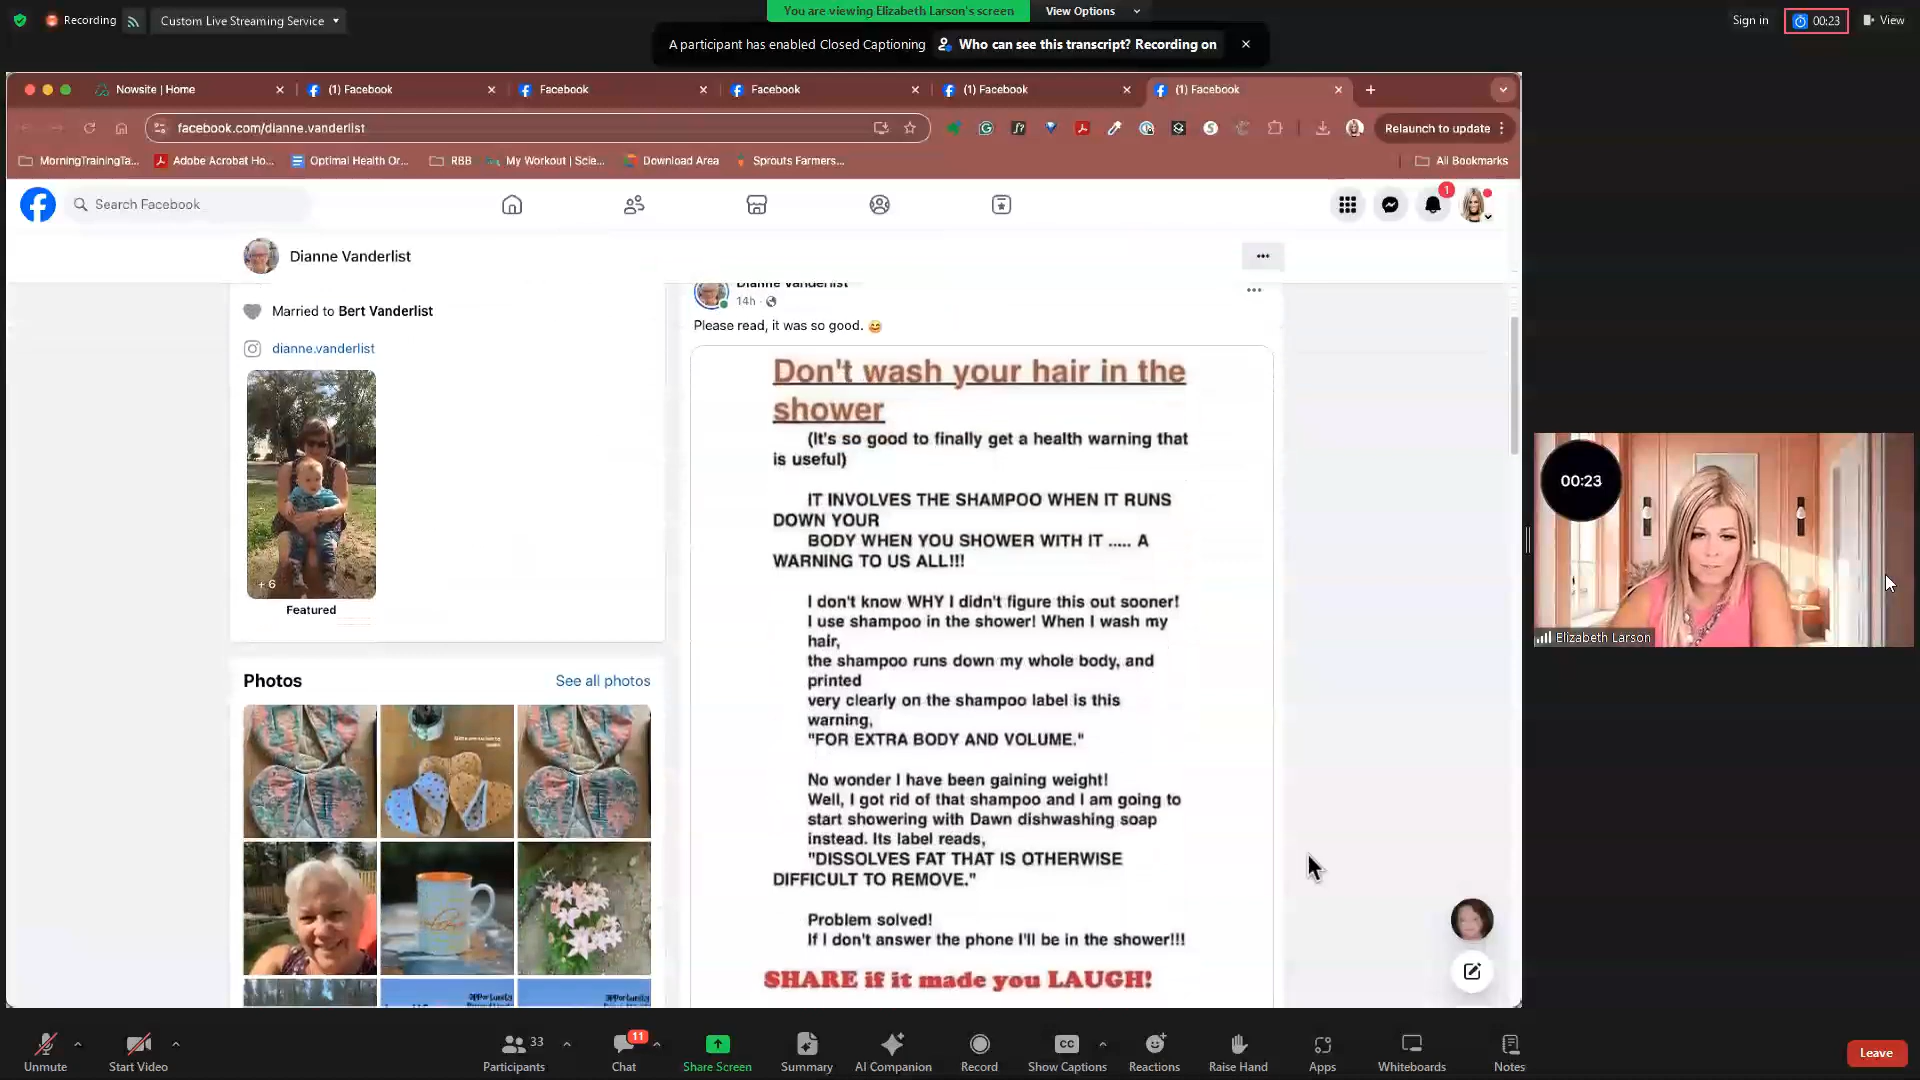 Recording
Custom Live Streaming Service
You are viewing Elizabeth Larson's screen
View Options
A participant has enabled Closed Captioning
Who can see this transcript? Recording on
Sign in
00:23
View
Nowsite | Home
(1) Facebook
Facebook
Facebook
(1) Facebook
(1) Facebook
facebook.com/dianne.vanderlist
Relaunch to update
MorningTrainingTa...
Adobe Acrobat Ho...
Optimal Health Or...
RBB
My Workout | Scie...
Download Area
Sprouts Farmers...
All Bookmarks
Search Facebook
1
Dianne Vanderlist
Married to Bert Vanderlist
dianne.vanderlist
+6
Featured
Photos
See all photos
Dianne Vanderlist
14h
Please read, it was so good.
Don't wash your hair in the
shower
(It's so good to finally get a health warning that
is useful)
IT INVOLVES THE SHAMPOO WHEN IT RUNS
DOWN YOUR
BODY WHEN YOU SHOWER WITH IT ..... A
WARNING TO US ALL!!!
I don't know WHY I didn't figure this out sooner!
I use shampoo in the shower! When I wash my
hair,
the shampoo runs down my whole body, and
printed
very clearly on the shampoo label is this
warning,
"FOR EXTRA BODY AND VOLUME."
No wonder I have been gaining weight!
Well, I got rid of that shampoo and I am going to
start showering with Dawn dishwashing soap
instead. Its label reads,
"DISSOLVES FAT THAT IS OTHERWISE
DIFFICULT TO REMOVE."
Problem solved!
If I don't answer the phone I'll be in the shower!!!
SHARE if it made you LAUGH!
00:23
Elizabeth Larson
Unmute
Start Video
33
Participants
11
Chat
Share Screen
Summary
AI Companion
Record
CC
Show Captions
Reactions
Raise Hand
Apps
Whiteboards
Notes
Leave